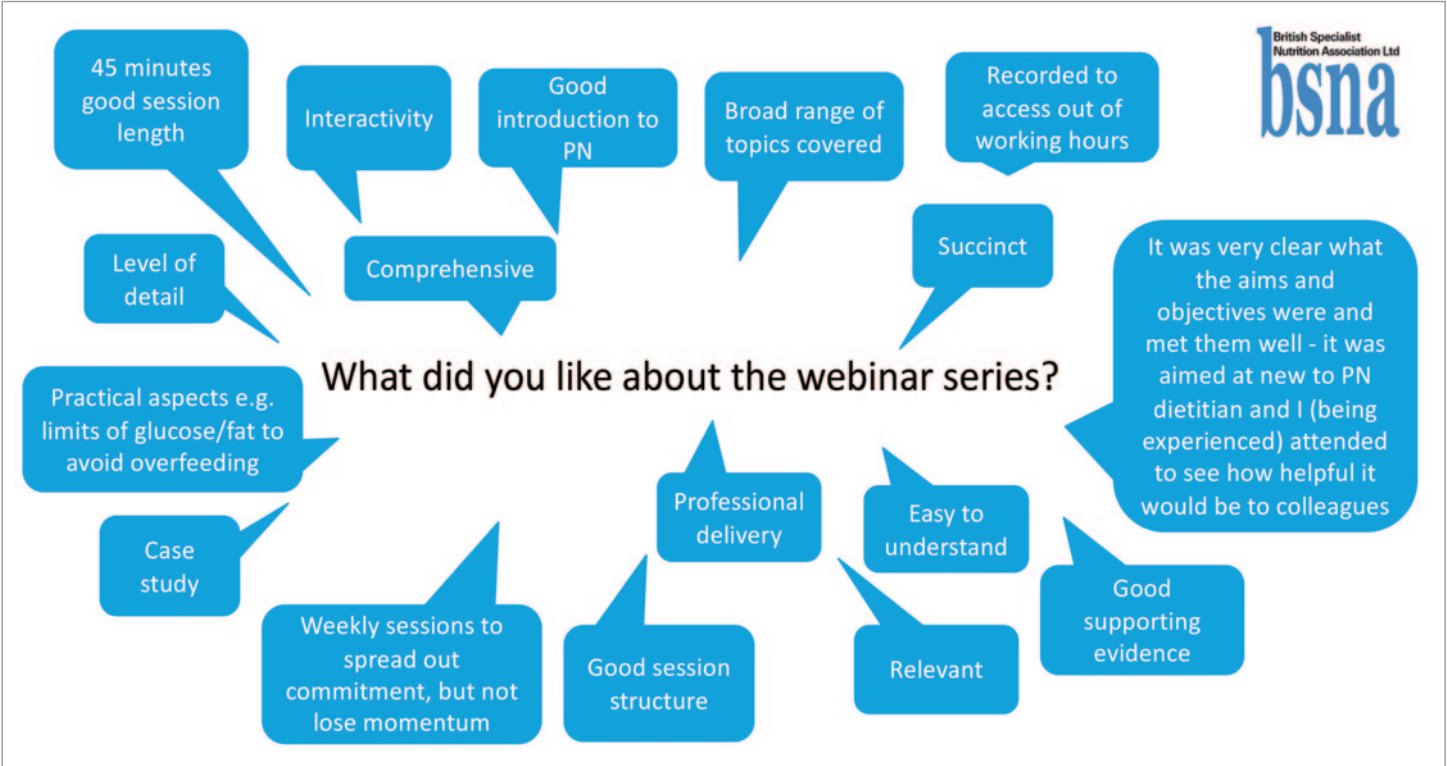 45 minutes
good session
length
Interactivity
Good
introduction to
PN
Broad range of
topics covered
Recorded to
access out of
working hours
British Specialist
Nutrition Association Ltd
bsna
Level of
detail
Comprehensive
Succinct
It was very clear what
the aims and
objectives were and
met them well - it was
aimed at new to PN
dietitian and I (being
experienced) attended
to see how helpful it
would be to colleagues
What did you like about the webinar series?
Practical aspects e.g.
limits of glucose/fat to
avoid overfeeding
Professional
delivery
Easy to
understand
Case
study
Good
supporting
evidence
Weekly sessions to
spread out
commitment, but not
lose momentum
Good session
structure
Relevant